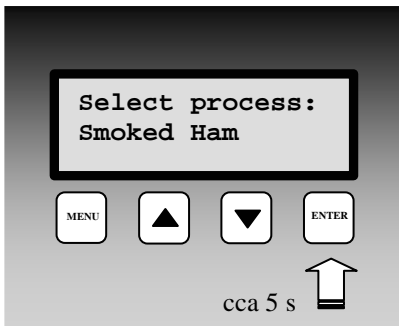 Select process:
Smoked Ham
MENU
ENTER
cca 5 s